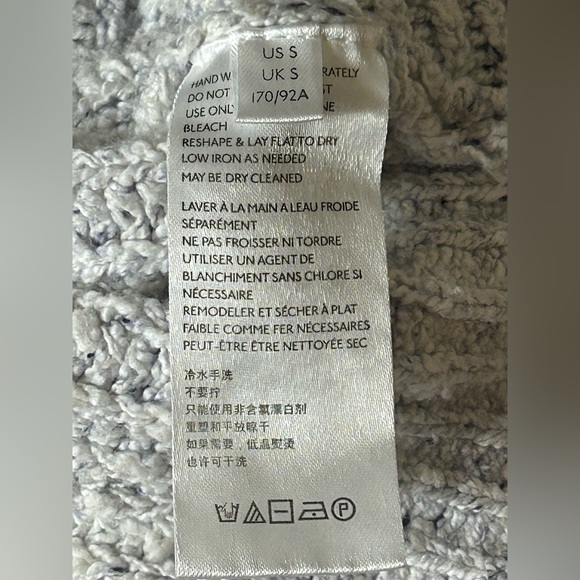 US S
UK S
170/92A
HAND W RATELY
DO NOT ST
USE ONL NE
BLEACH
RESHAPE & LAY FLAT TO DRY
LOW IRON AS NEEDED
MAY BE DRY CLEANED
LAVER À LA MAIN A LEAU FROIDE
SÉPARÉMENT
NE PAS FROISSER NI TORDRE
UTILISER UN AGENT DE
BLANCHIMENT SANS CHLORE SI
NÉCESSAIRE
REMODELER ET SÉCHER À PLAT
FAIBLE COMME FER NÉCESSAIRES
PEUT-ÊTRE ÊTRE NETTOYÉE SEC
冷水手洗
不要拧
只能使用非含氯漂白剂
重塑和平放晾干
如果需要，低温熨烫
也许可干洗
P